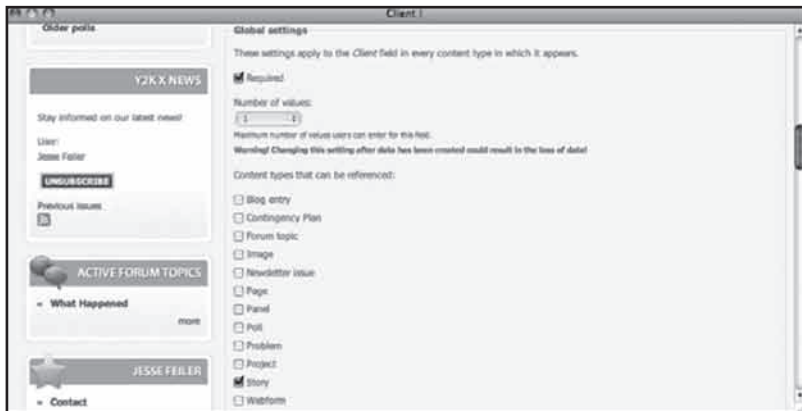 Client |
Older polls
Y2K X NEWS
Stay informed on our latest news!
User:
Jesse Feiler
UNSUBSCRIBE
Previous issues
ACTIVE FORUM TOPICS
What Happened
more
JESSE FEILER
Contact
Global settings
These settings apply to the Client field in every content type in which it appears.
Required
Number of values:
1
Maximum number of values users can enter for this field.
Warning! Changing this setting after data has been created could result in the loss of data!
Content types that can be referenced:
Blog entry
Contingency Plan
Forum topic
Image
Newsletter issue
Page
Panel
Poll
Problem
Project
Story
Webform